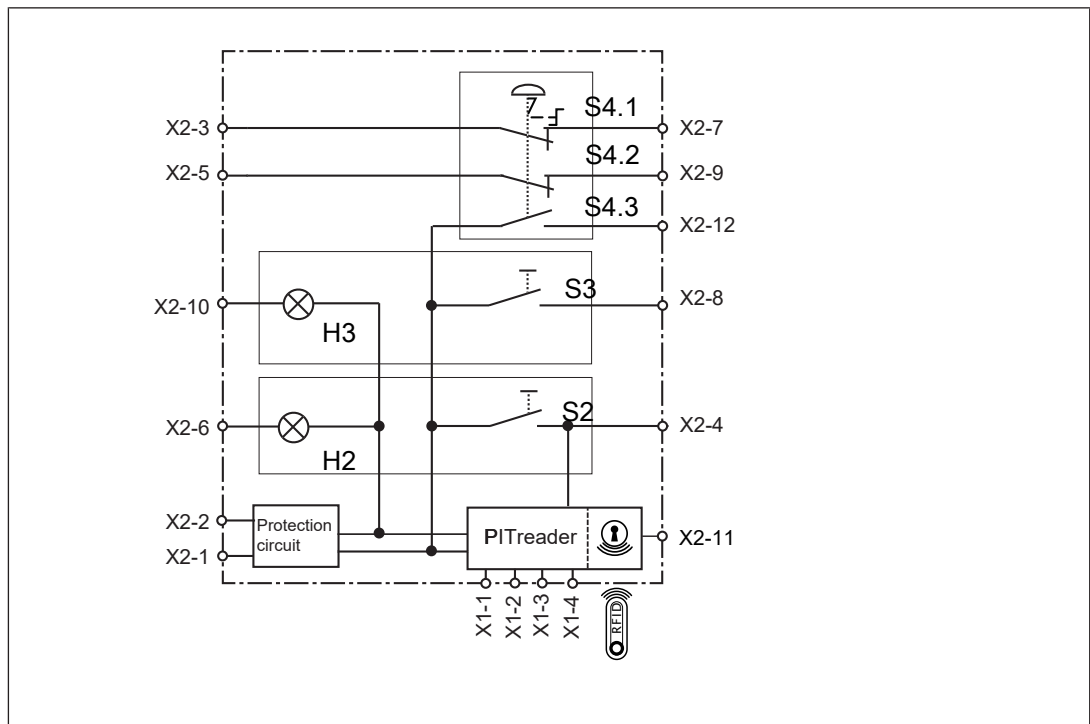 S4.1
X2-3
X2-7
S4.2
X2-5
X2-9
S4.3
X2-12
S3
X2-10
X2-8
H3
S2
X2-6
X2-4
H2
X2-2
Protection
circuit
PITreader
X2-11
X2-1
X1-1
X1-2
X1-3
X1-4
RFID